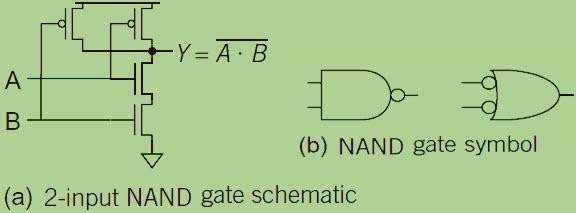 Y = A · B
A
B
(b) NAND gate symbol
(a) 2-input NAND gate schematic